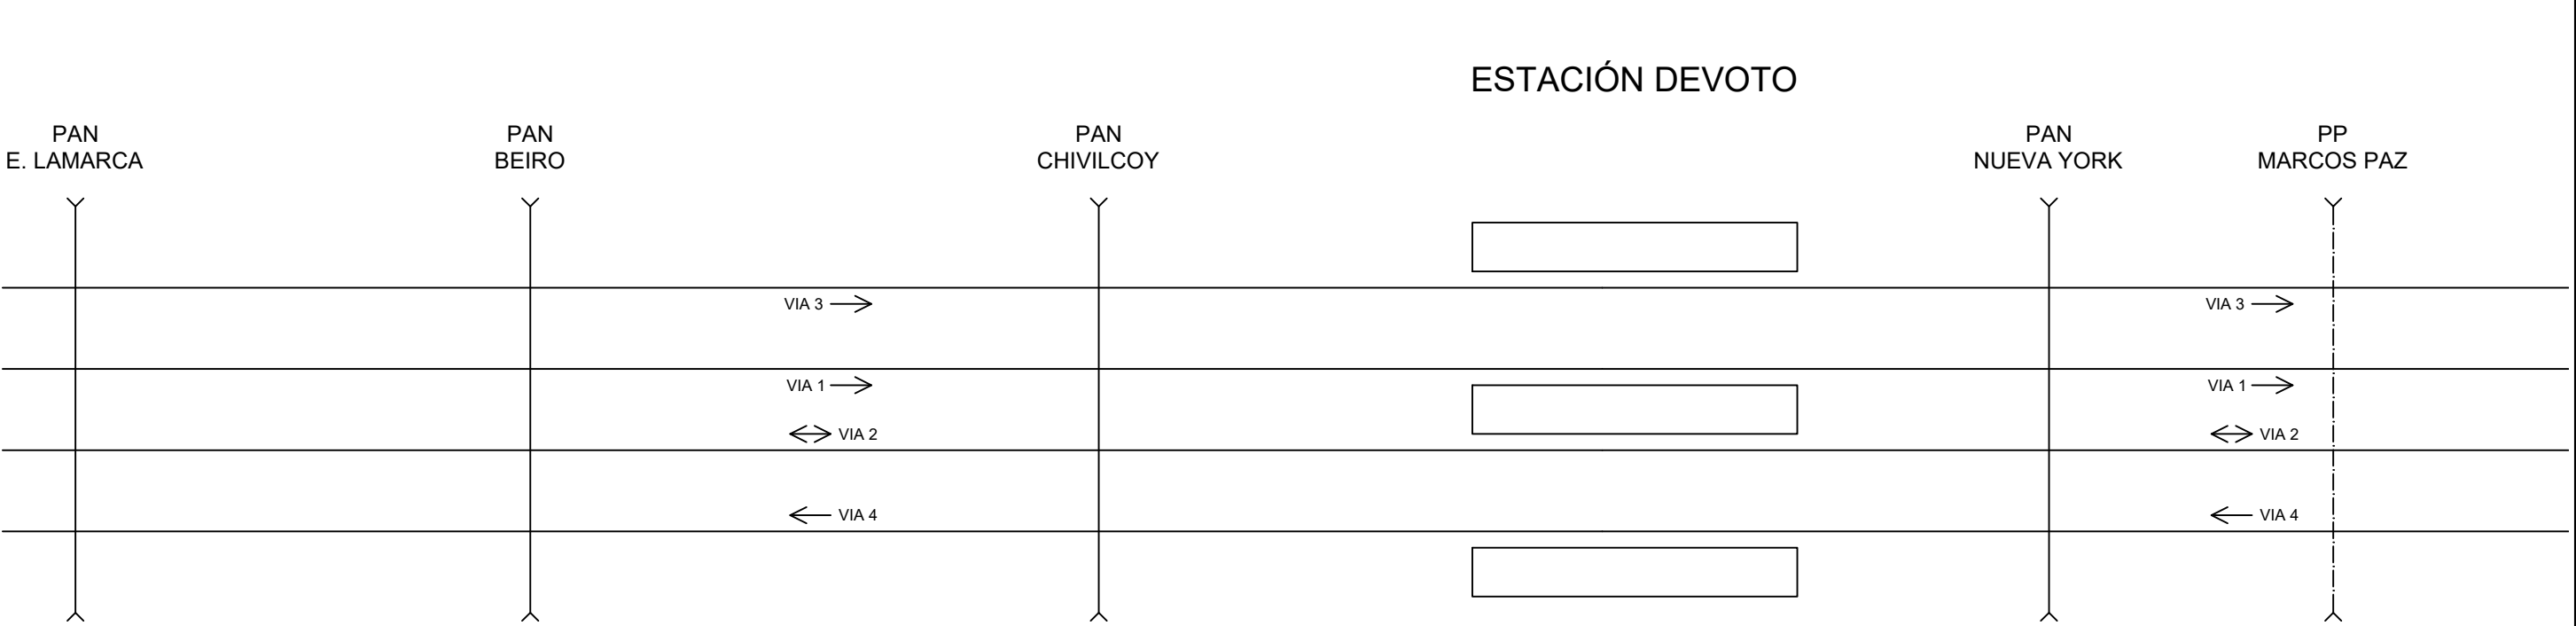 ESTACIÓN DEVOTO
PAN
E. LAMARCA
PAN
BEIRO
PAN
CHIVILCOY
PAN
NUEVA YORK
PP
MARCOS PAZ
VIA 3
VIA 3
VIA 1
VIA 1
VIA 2
VIA 2
VIA 4
VIA 4